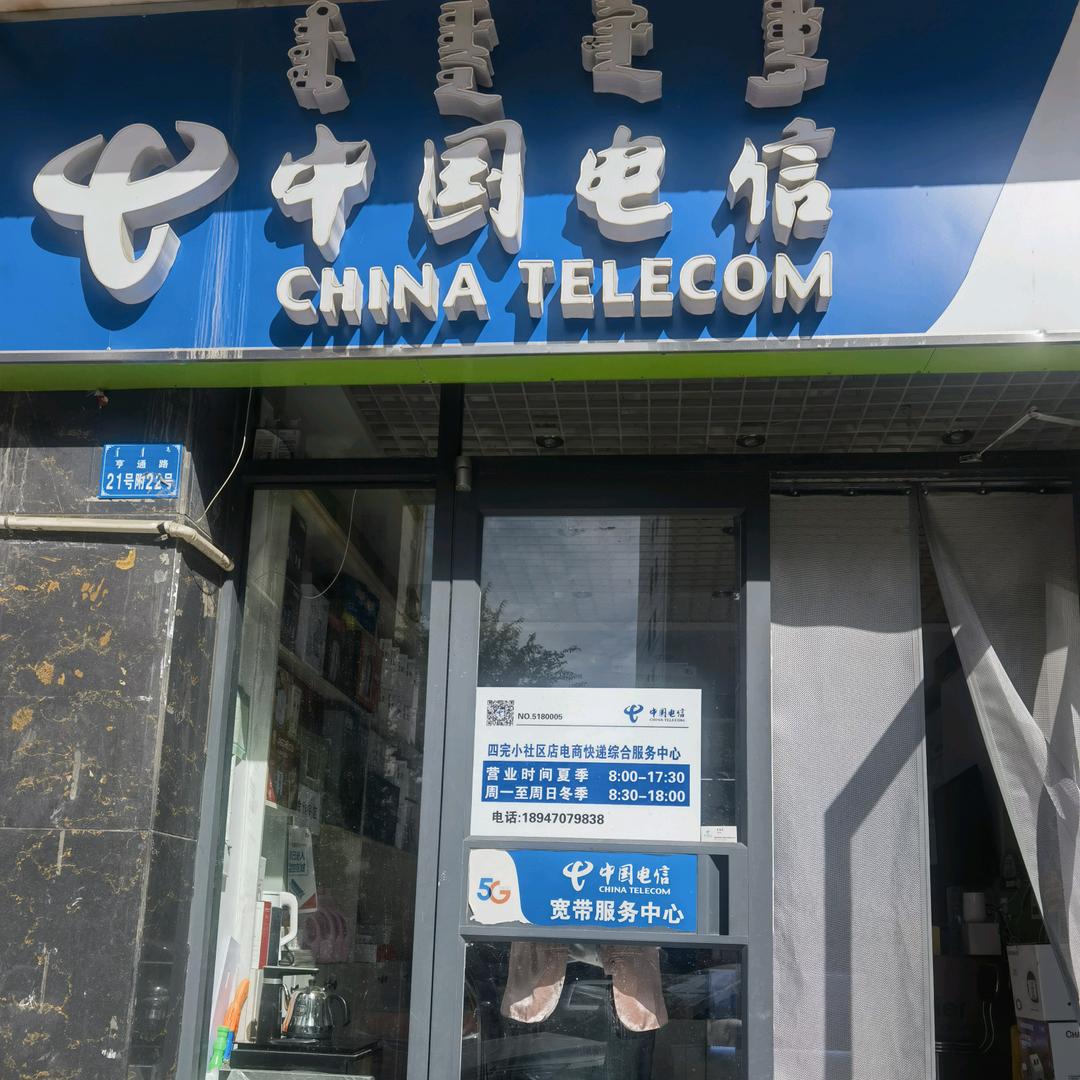 中国电信
CHINA TELECOM
亨通路
21号附22号
NO.5180005
中国电信
CHINA TELECOM
四完小社区店电商快递综合服务中心
营业时间夏季 8:00-17:30
周一至周日冬季 8:30-18:00
电话:18947079838
5G
中国电信
CHINA TELECOM
宽带服务中心